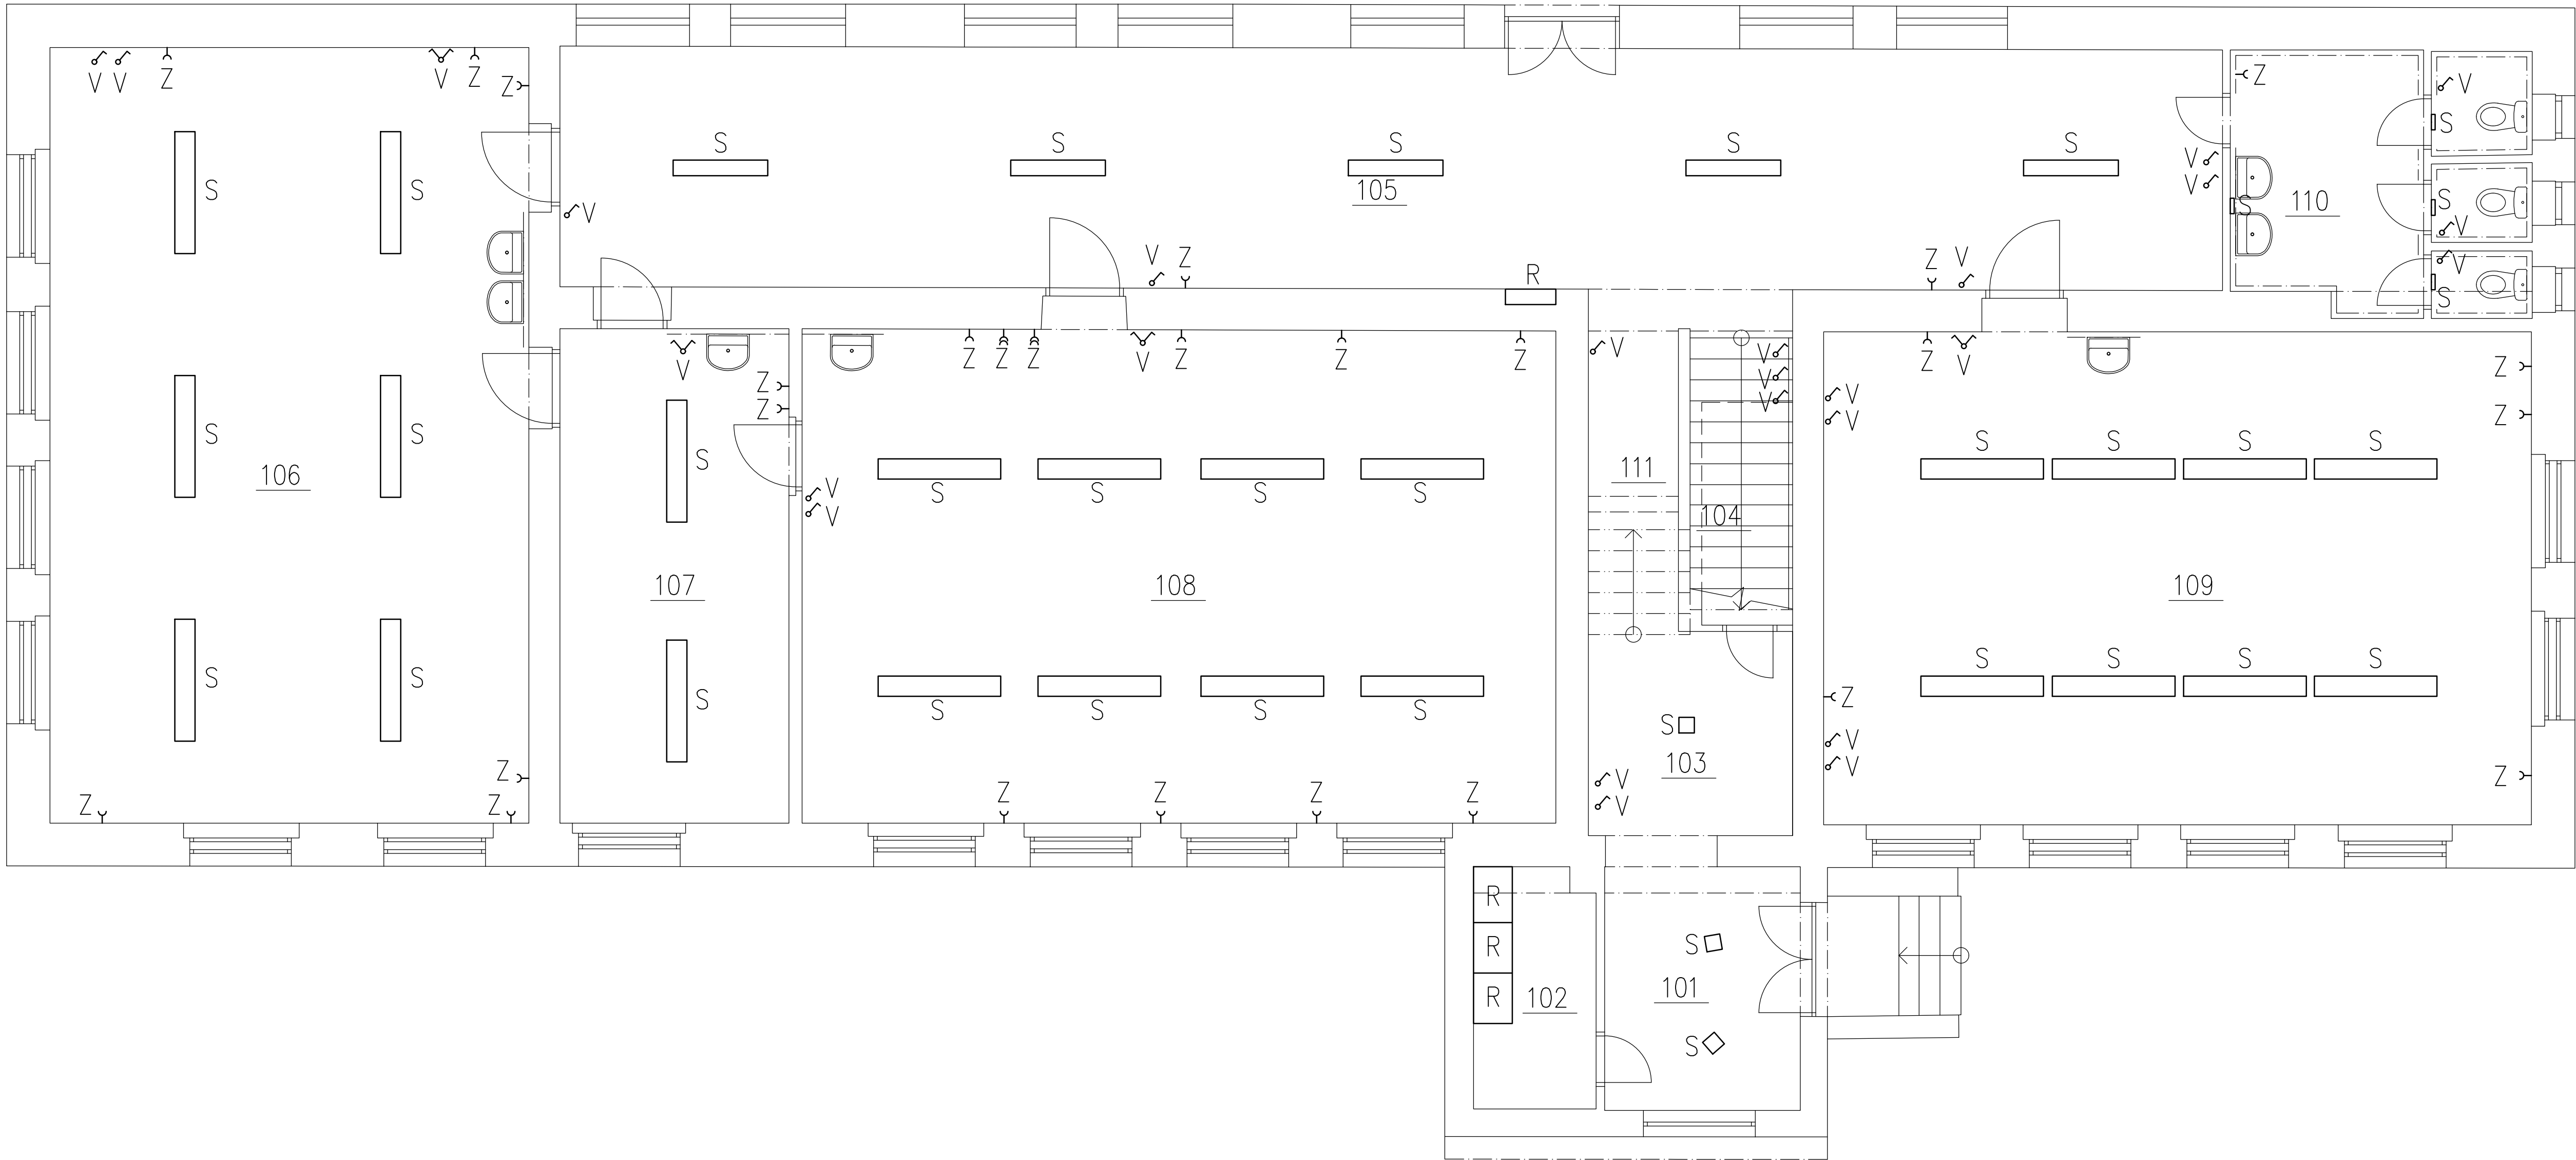 V V Z V Z Z
S S S S S
Z V S
S S
105
V V
S 110 S V
V
V Z R Z V V S
V V Z Z Z Z V Z Z Z V V V Z V Z
Z Z V V Z
S S 111 S S S S
106 S S S S S
V V 104
107 108 109
S S S S S S
S S S S S
S 103 Z V V
Z V V Z
Z Z Z Z Z Z
R
R S
R 102 101
S